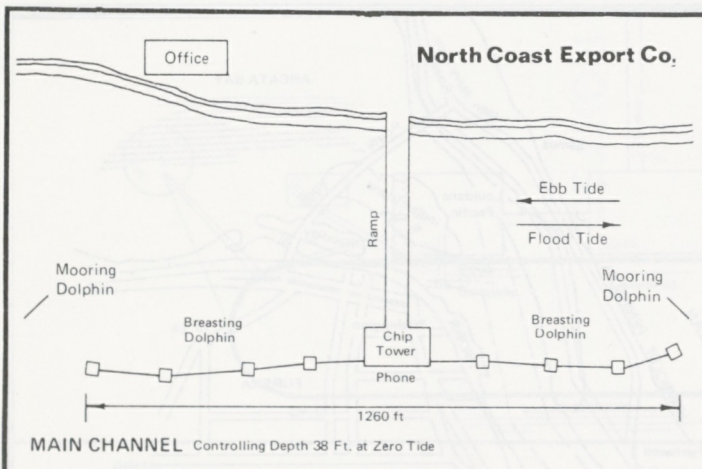 Office
North Coast Export Co.
Ebb Tide
Flood Tide
Ramp
Mooring
Dolphin
Mooring
Dolphin
Breasting
Dolphin
Chip
Tower
Breasting
Dolphin
Phone
1260 ft
MAIN CHANNEL Controlling Depth 38 Ft. at Zero Tide